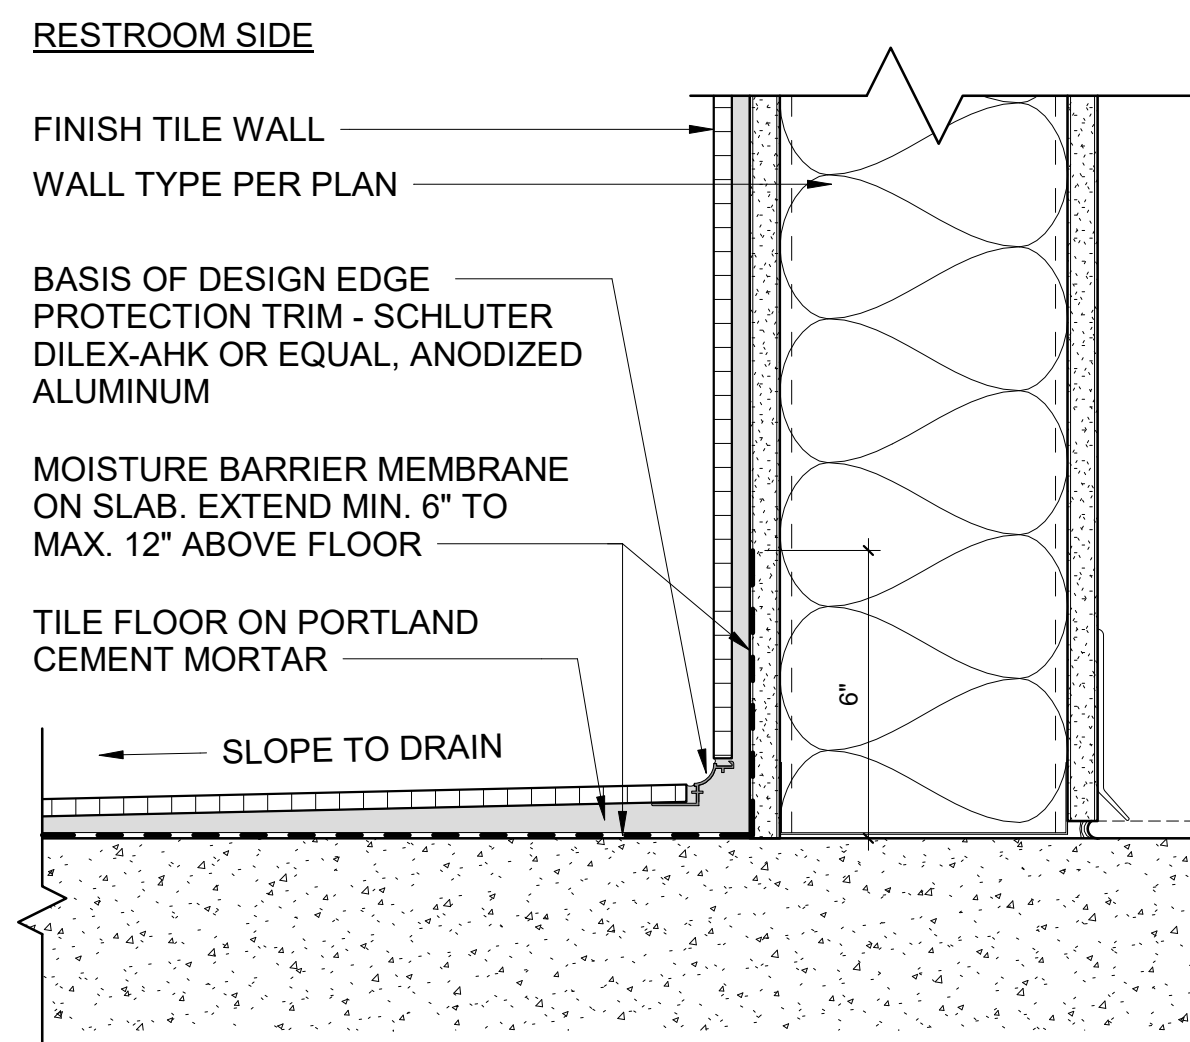 RESTROOM SIDE
FINISH TILE WALL
WALL TYPE PER PLAN
BASIS OF DESIGN EDGE
PROTECTION TRIM - SCHLUTER
DILEX-AHK OR EQUAL, ANODIZED
ALUMINUM
MOISTURE BARRIER MEMBRANE
ON SLAB. EXTEND MIN. 6" TO
MAX. 12" ABOVE FLOOR
TILE FLOOR ON PORTLAND
CEMENT MORTAR
6"
SLOPE TO DRAIN